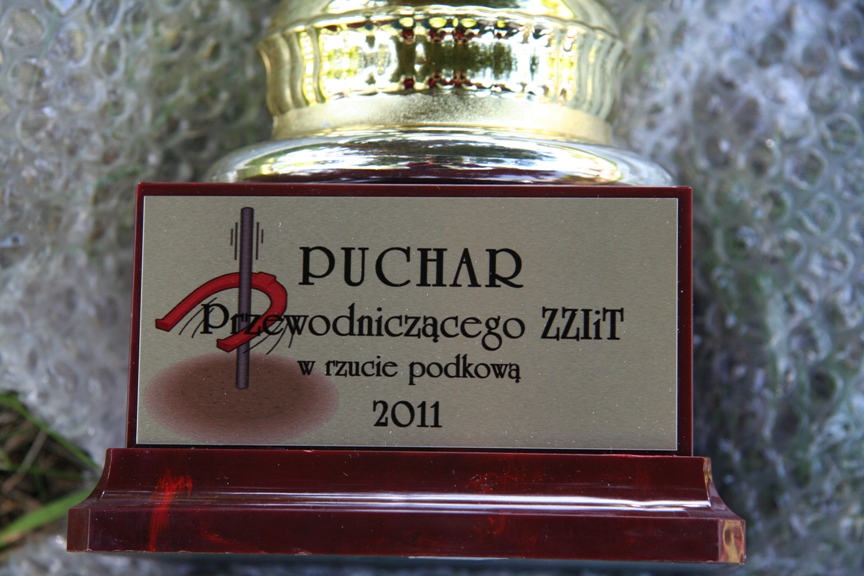 PUCHAR
Przewodniczącego ZZIiT
w rzucie podkową
2011